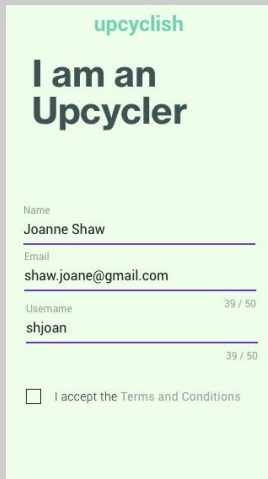 upcyclish
I am an
Upcycler
Name
Joanne Shaw
Email
shaw.joane@gmail.com
39 / 50
Username
shjoan
39 / 50
I accept the Terms and Conditions